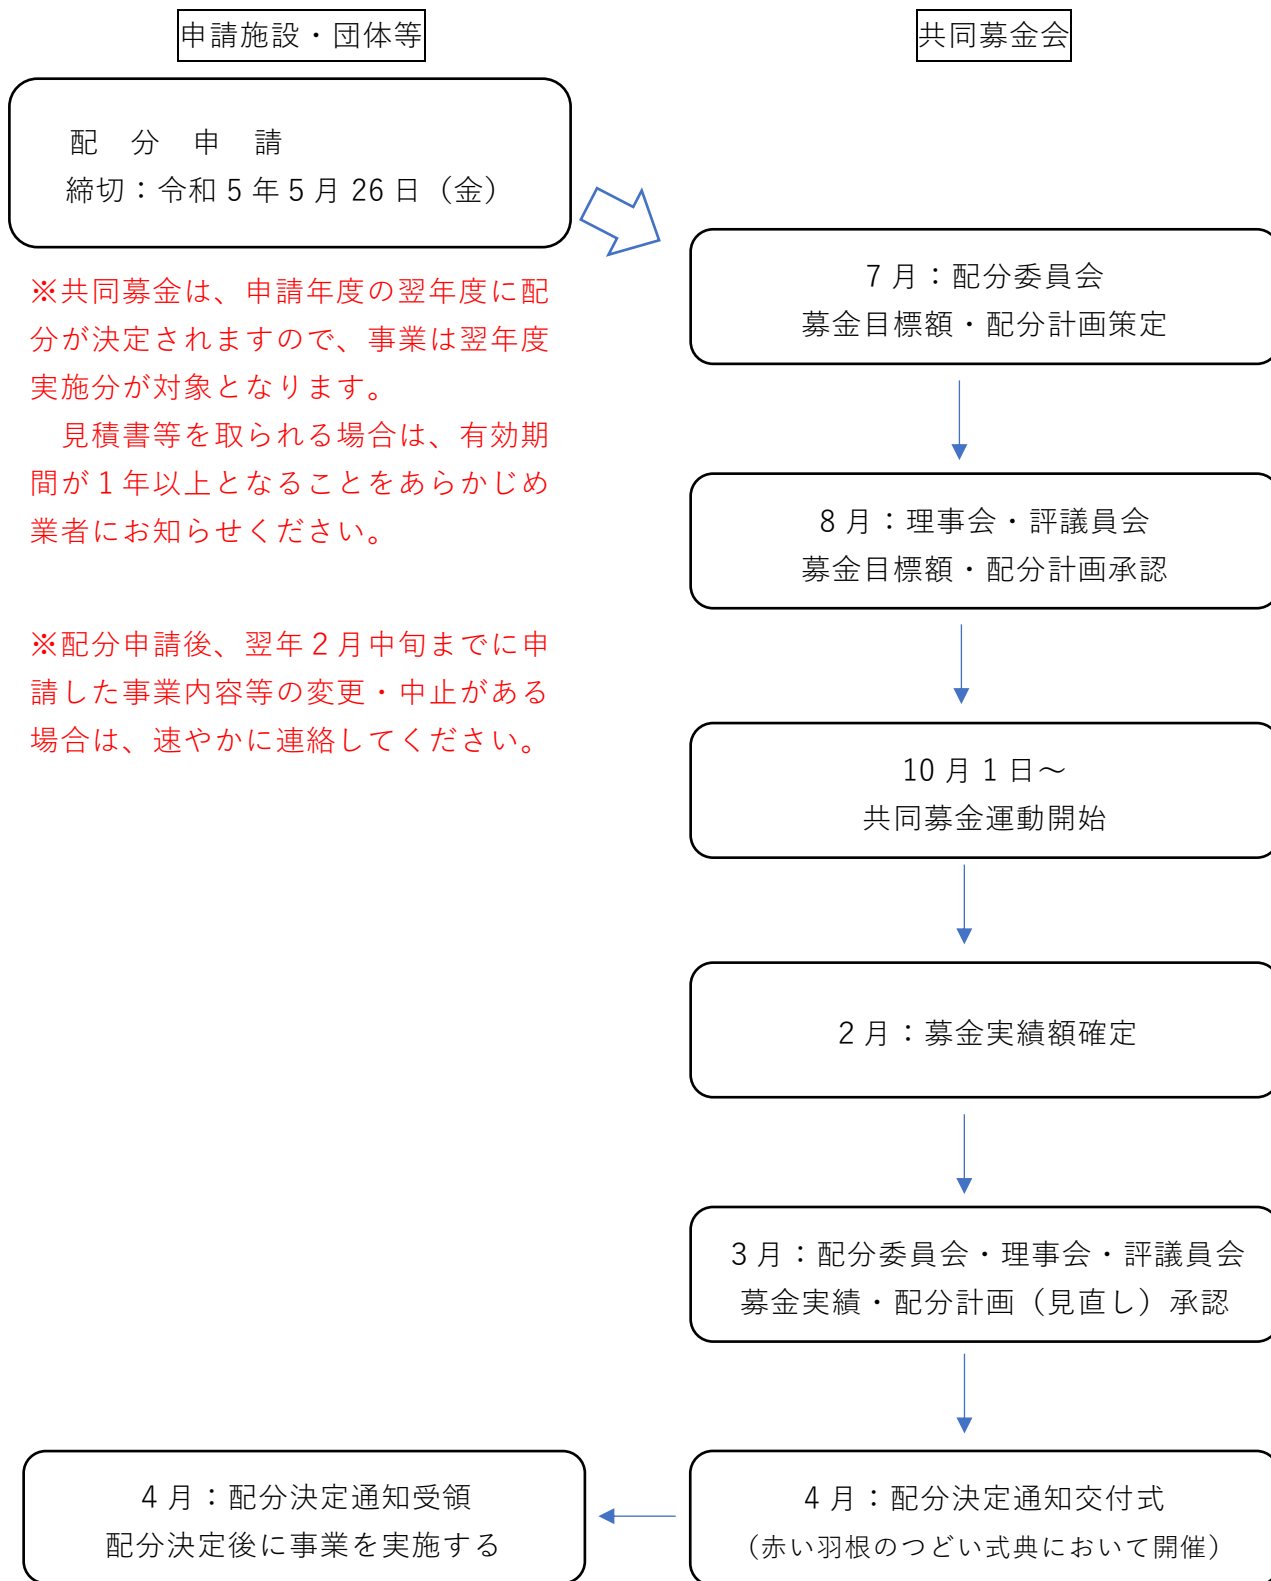 申請施設・団体等
共同募金会
配 分 申 請
締切：令和5年5月26日（金）
※共同募金は、申請年度の翌年度に配
分が決定されますので、事業は翌年度
実施分が対象となります。
　見積書等を取られる場合は、有効期
間が1年以上となることをあらかじめ
業者にお知らせください。
※配分申請後、翌年2月中旬までに申
請した事業内容等の変更・中止がある
場合は、速やかに連絡してください。
7月：配分委員会
募金目標額・配分計画策定
8月：理事会・評議員会
募金目標額・配分計画承認
10月1日～
共同募金運動開始
2月：募金実績額確定
3月：配分委員会・理事会・評議員会
募金実績・配分計画（見直し）承認
4月：配分決定通知交付式
（赤い羽根のつどい式典において開催）
4月：配分決定通知受領
配分決定後に事業を実施する